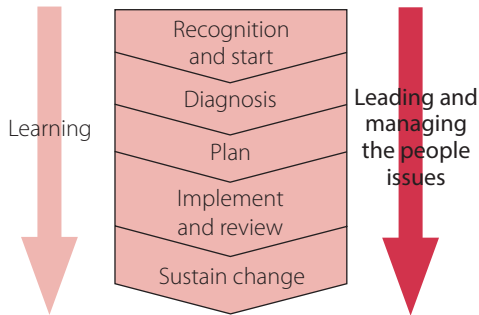 Recognition
and start
Diagnosis
Plan
Implement
and review
Sustain change
Learning
Leading and
managing
the people
issues